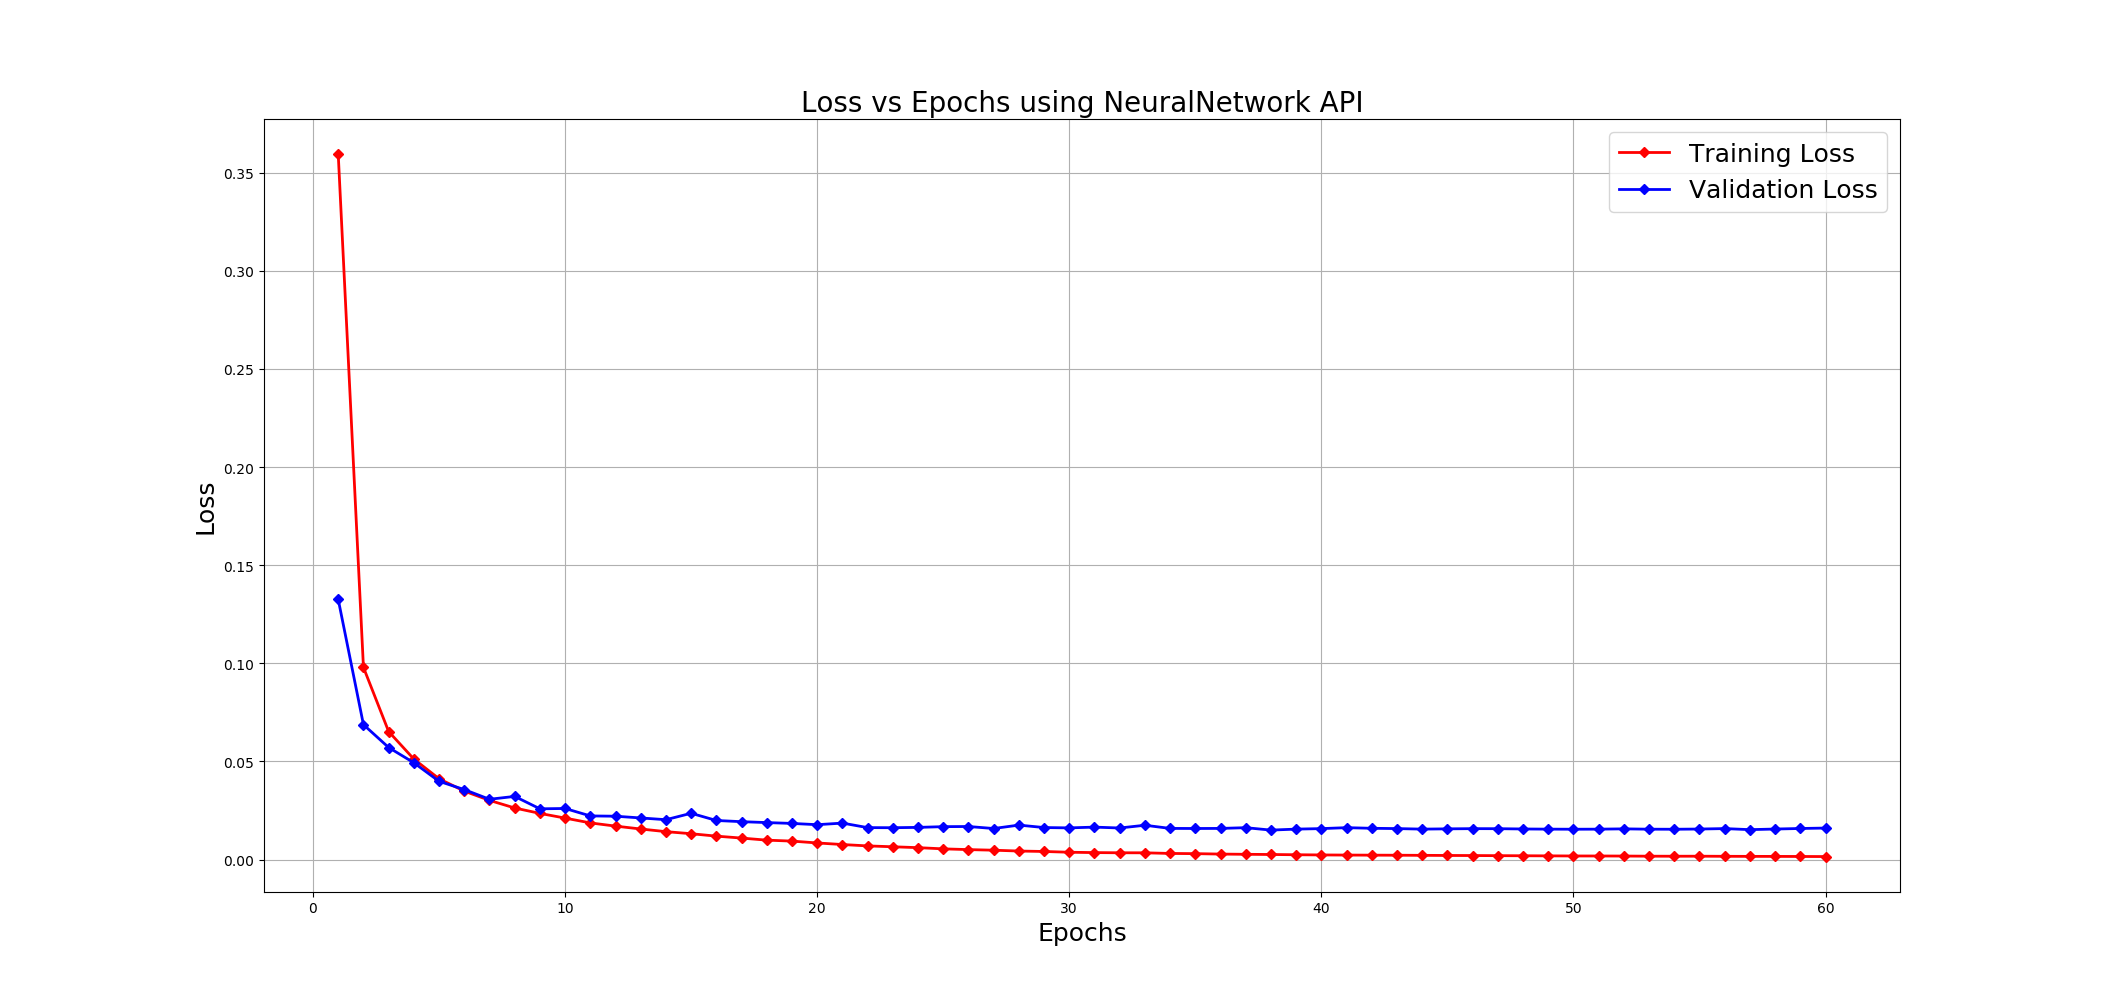 Loss vs Epochs using NeuralNetwork API
Training Loss
Validation Loss
0.35
0.30
0.25
0.20
0.15
0.10
0.05
0.00
Loss
0 10 20 30 40 50 60
Epochs